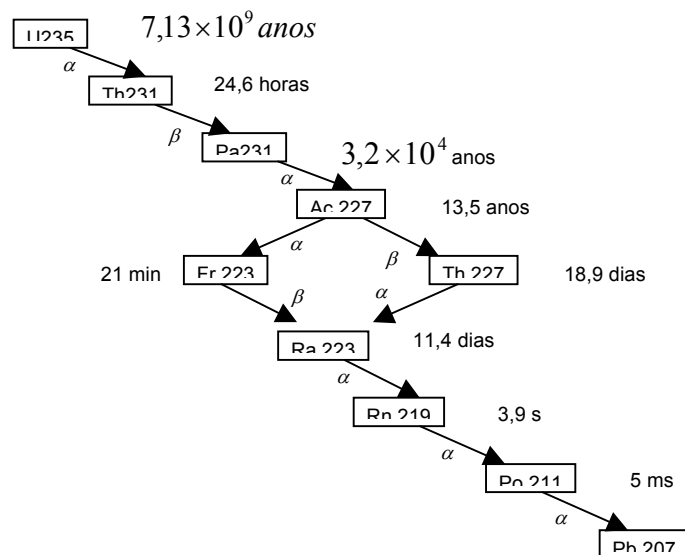 U235
7,13×10⁹ anos
α
Th231
24,6 horas
β
Pa231
3,2×10⁴ anos
α
Ac 227
13,5 anos
α
β
21 min
Fr 223
Th 227
18,9 dias
β
α
Ra 223
11,4 dias
α
Rn 219
3,9 s
α
Po 211
5 ms
α
Pb 207